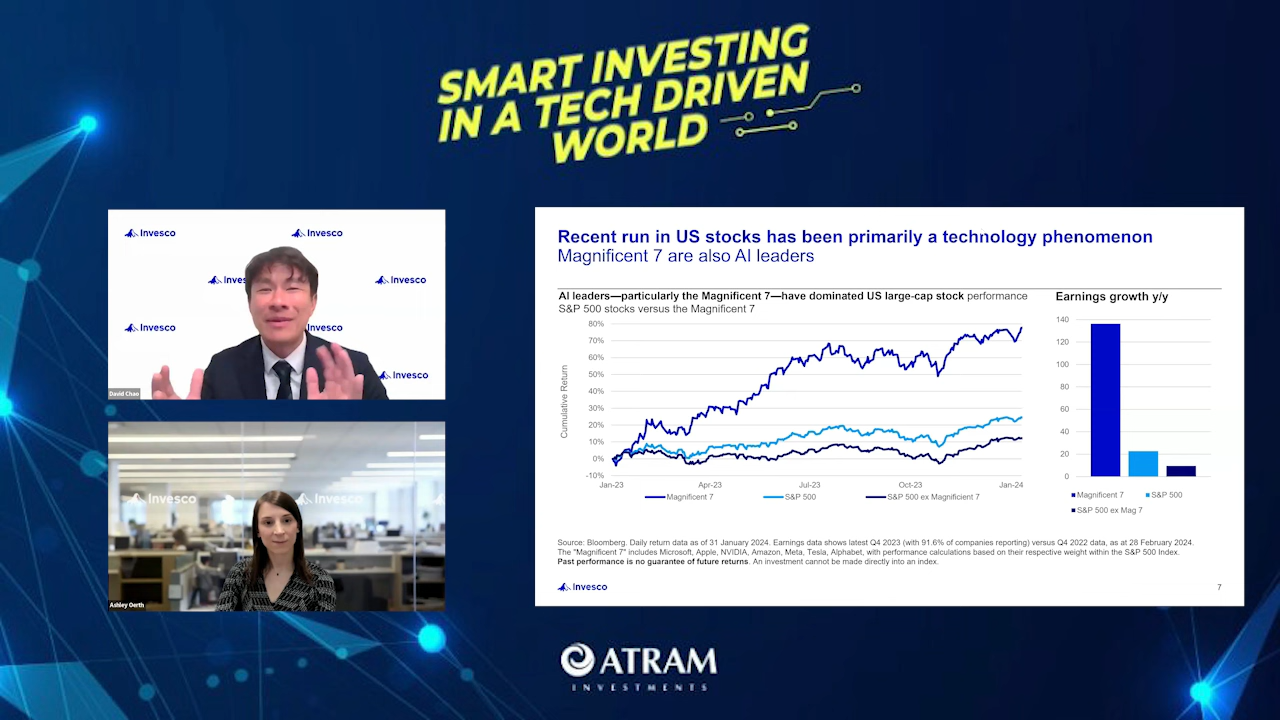 SMART INVESTING
IN A TECH DRIVEN
WORLD
Invesco
Invesco
Inves
Invesco
Invesco
Invesco
David Chao
Invesco
Invesco
Ashley Oerth
Recent run in US stocks has been primarily a technology phenomenon
Magnificent 7 are also AI leaders
AI leaders—particularly the Magnificent 7—have dominated US large-cap stock performance
S&P 500 stocks versus the Magnificent 7
Cumulative Return
80%
70%
60%
50%
40%
30%
20%
10%
0%
-10%
Jan-23
Apr-23
Jul-23
Oct-23
Jan-24
Magnificent 7
S&P 500
S&P 500 ex Magnificient 7
Earnings growth y/y
140
120
100
80
60
40
20
0
Magnificent 7
S&P 500
S&P 500 ex Mag 7
Source: Bloomberg. Daily return data as of 31 January 2024. Earnings data shows latest Q4 2023 (with 91.6% of companies reporting) versus Q4 2022 data, as at 28 February 2024.
The "Magnificent 7" includes Microsoft, Apple, NVIDIA, Amazon, Meta, Tesla, Alphabet, with performance calculations based on their respective weight within the S&P 500 Index.
Past performance is no guarantee of future returns. An investment cannot be made directly into an index.
Invesco
7
ATRAM
INVESTMENTS